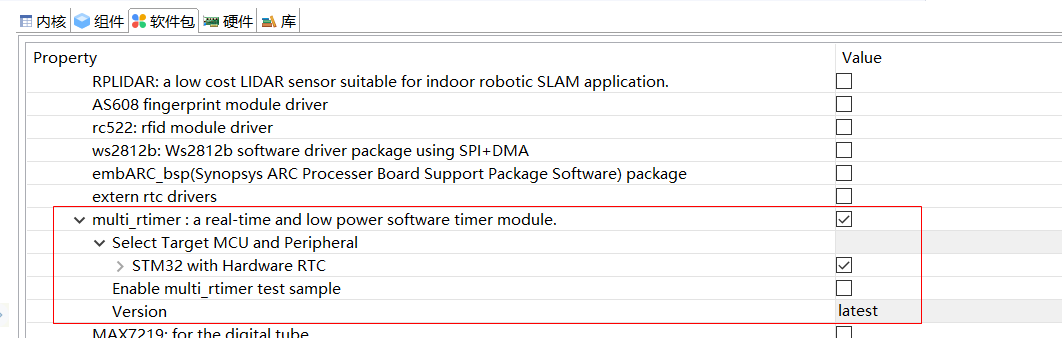 内核 组件 软件包 硬件 库
Property Value
RPLIDAR: a low cost LIDAR sensor suitable for indoor robotic SLAM application.
AS608 fingerprint module driver
rc522: rfid module driver
ws2812b: Ws2812b software driver package using SPI+DMA
embARC_bsp(Synopsys ARC Processer Board Support Package Software) package
extern rtc drivers
multi_rtimer : a real-time and low power software timer module.
Select Target MCU and Peripheral
STM32 with Hardware RTC
Enable multi_rtimer test sample
Version latest
MAX7219: for the digital tube